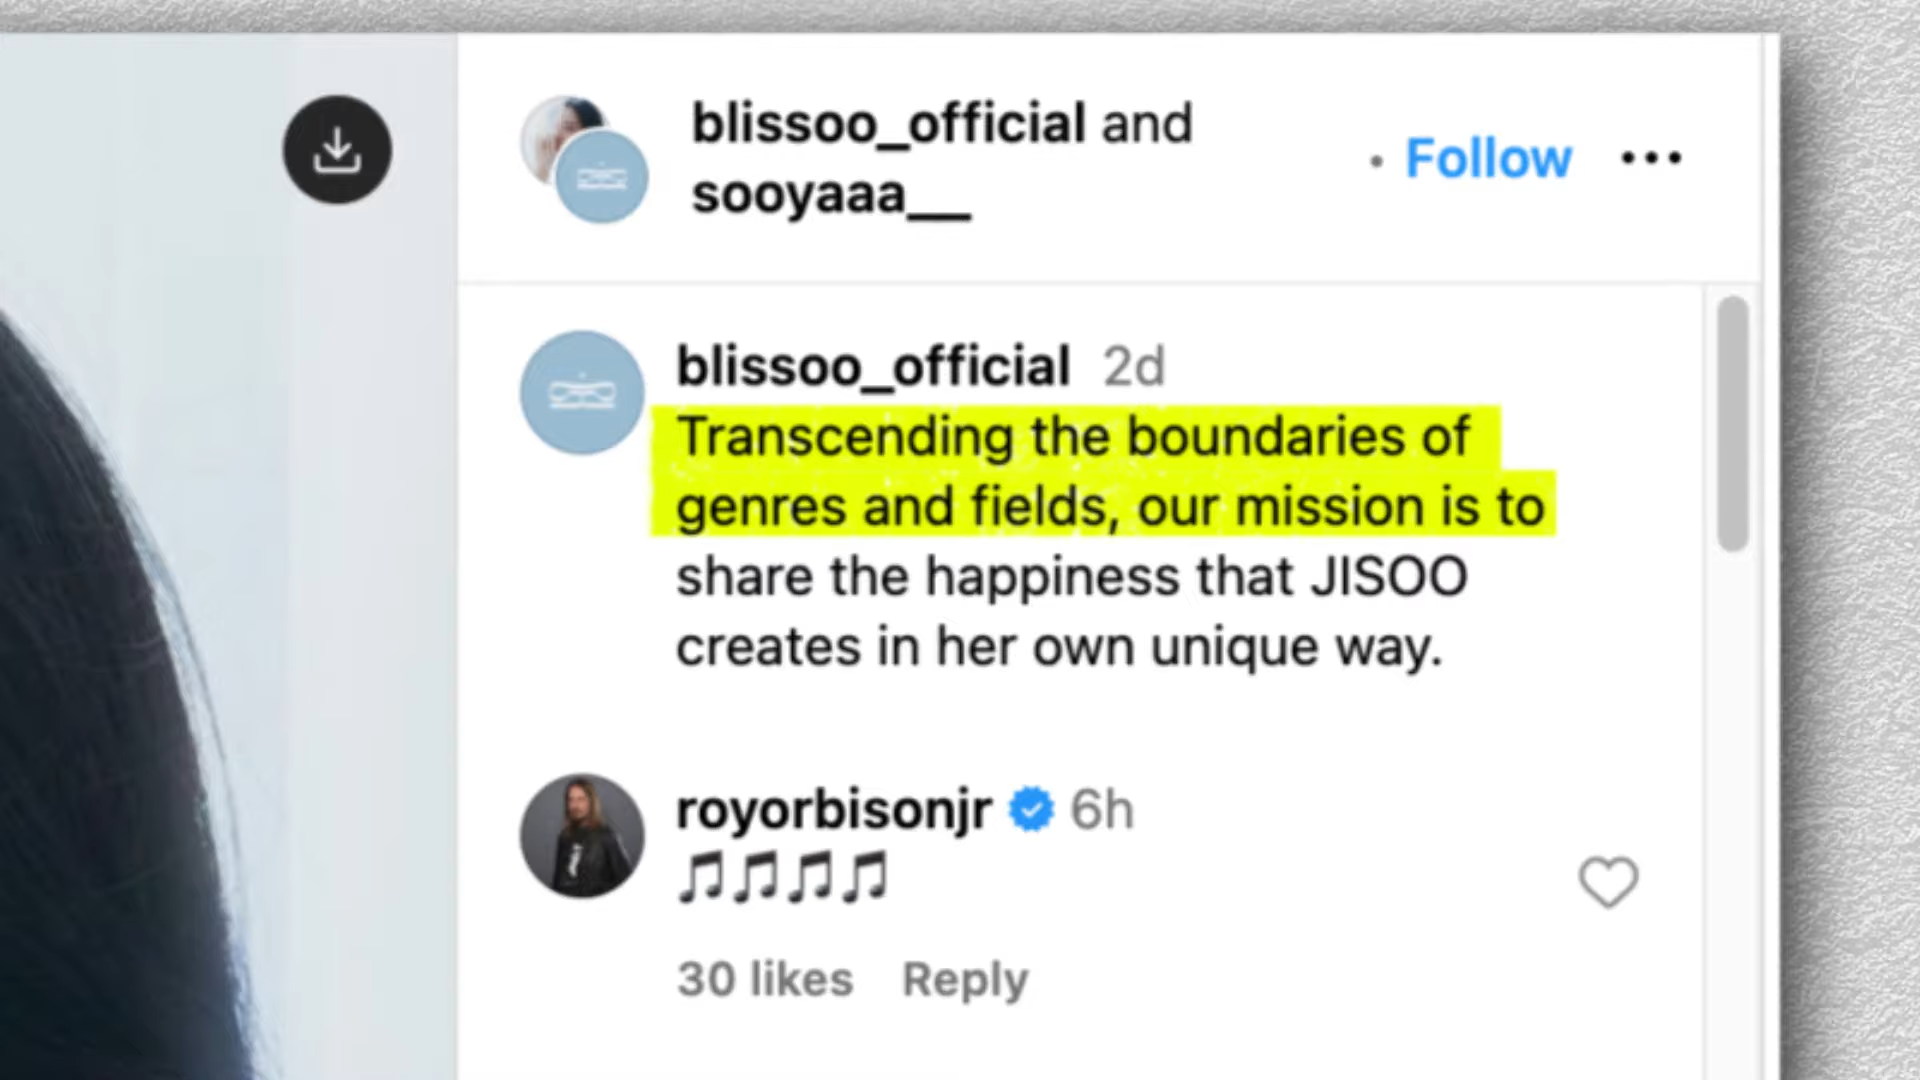 blissoo_official and
sooyaaa__
• Follow •••
blissoo_official 2d
Transcending the boundaries of
genres and fields, our mission is to
share the happiness that JISOO
creates in her own unique way.
royorbisonjr 6h
🎵🎵🎵🎵
30 likes Reply